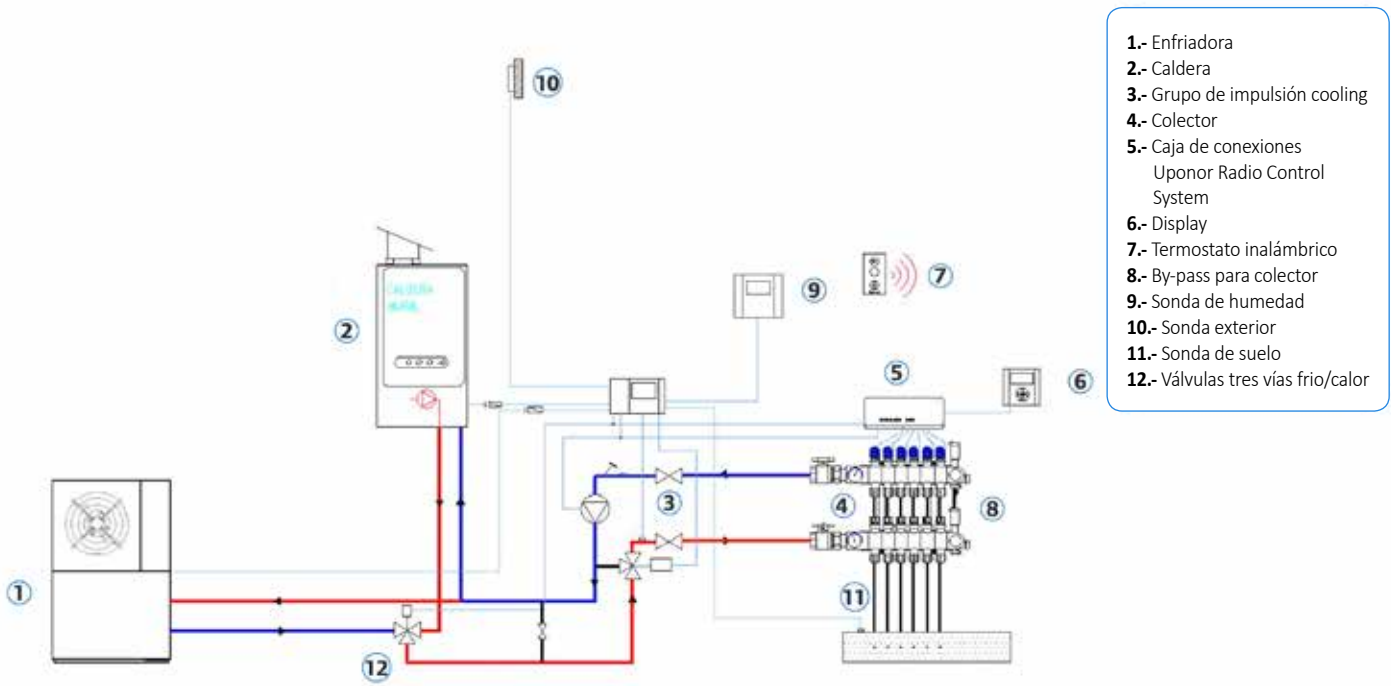 1.- Enfriadora
2.- Caldera
3.- Grupo de impulsión cooling
4.- Colector
5.- Caja de conexiones
Uponor Radio Control
System
6.- Display
7.- Termostato inalámbrico
8.- By-pass para colector
9.- Sonda de humedad
10.- Sonda exterior
11.- Sonda de suelo
12.- Válvulas tres vías frio/calor
10
9
7
2
CALDERA
MURAL
5
6
3
4
8
1
11
12